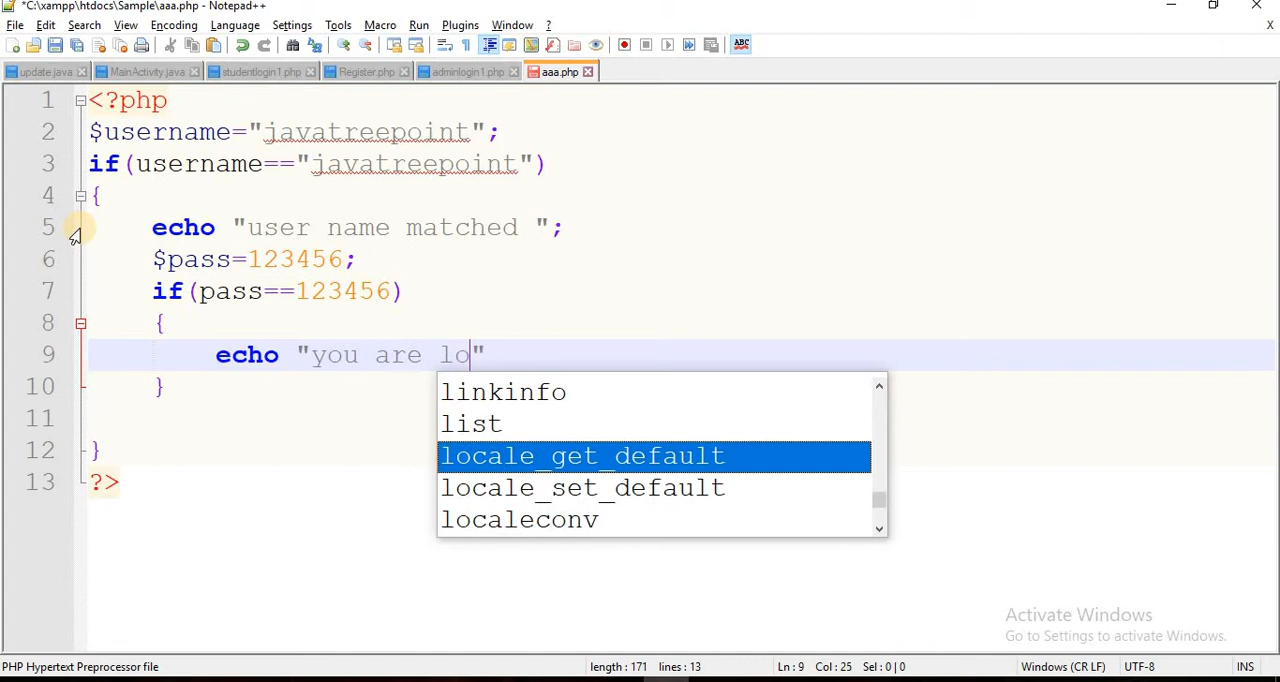 *C:\xampp\htdocs\Sample\aaa.php - Notepad++
File Edit Search View Encoding Language Settings Tools Macro Run Plugins Window ? X
update.java MainActivity.java studentlogin1.php Register.php adminlogin1.php aaa.php
1 <?php
2 $username="javatreepoint";
3 if(username=="javatreepoint")
4 {
5 echo "user name matched ";
6 $pass=123456;
7 if(pass==123456)
8 {
9 echo "you are lo"
10 }
11
12 }
13 ?>
linkinfo
list
locale_get_default
locale_set_default
localeconv
Activate Windows
Go to Settings to activate Windows.
PHP Hypertext Preprocessor file length : 171 lines : 13 Ln : 9 Col : 25 Sel : 0 | 0 Windows (CR LF) UTF-8 INS